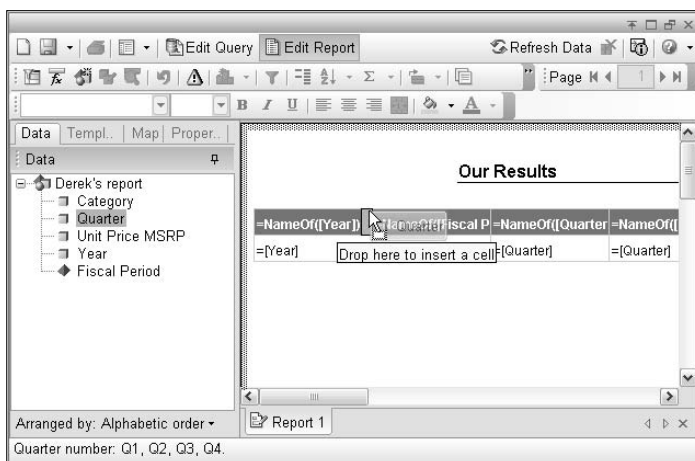 Edit Query Edit Report Refresh Data
Page 1
B I U A
Data Templ.. Map Proper..
Data
Derek's report
Category
Quarter
Unit Price MSRP
Year
Fiscal Period
Arranged by: Alphabetic order
Our Results
=NameOf([Year]) =NameOf([Fiscal P =NameOf([Quarter =NameOf([
=[Year] =[Quarter] =[Quarter]
Quarter
Drop here to insert a cell
Report 1
Quarter number: Q1, Q2, Q3, Q4.